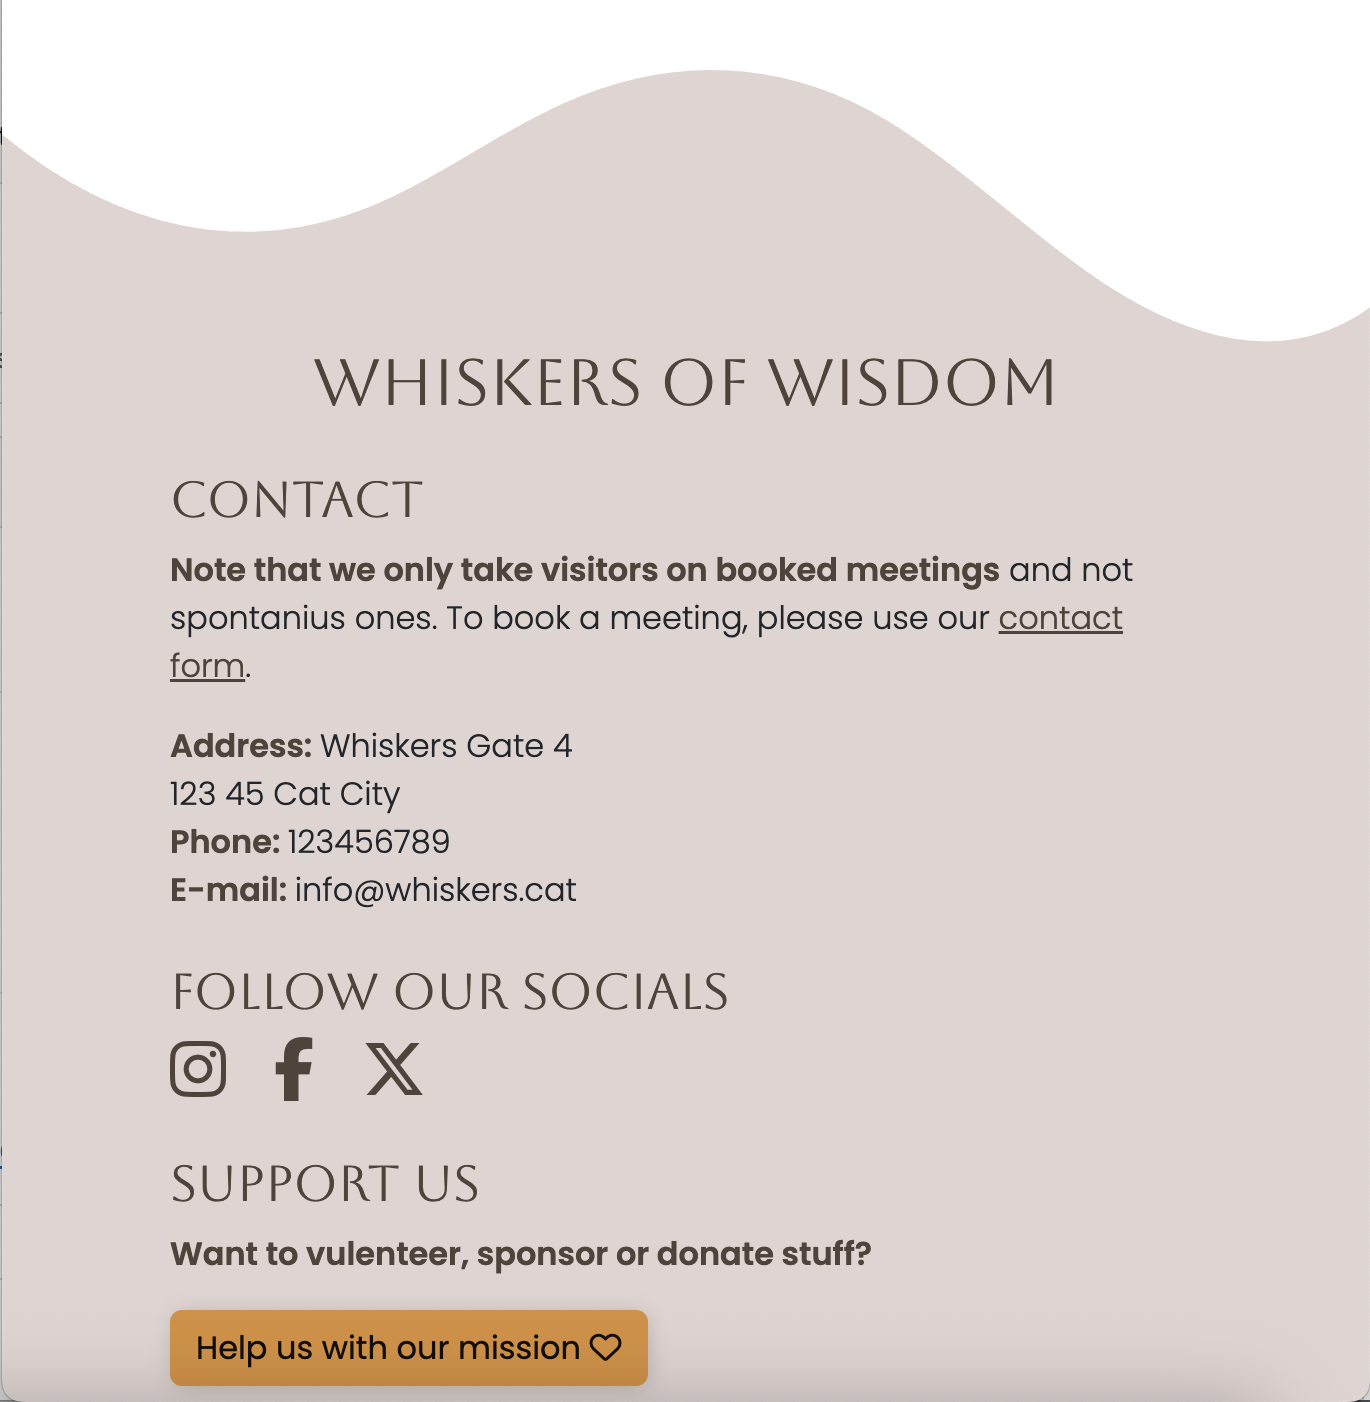 WHISKERS OF WISDOM
CONTACT
Note that we only take visitors on booked meetings and not
spontanius ones. To book a meeting, please use our contact
form.
Address: Whiskers Gate 4
123 45 Cat City
Phone: 123456789
E-mail: info@whiskers.cat
FOLLOW OUR SOCIALS
SUPPORT US
Want to vulenteer, sponsor or donate stuff?
Help us with our mission